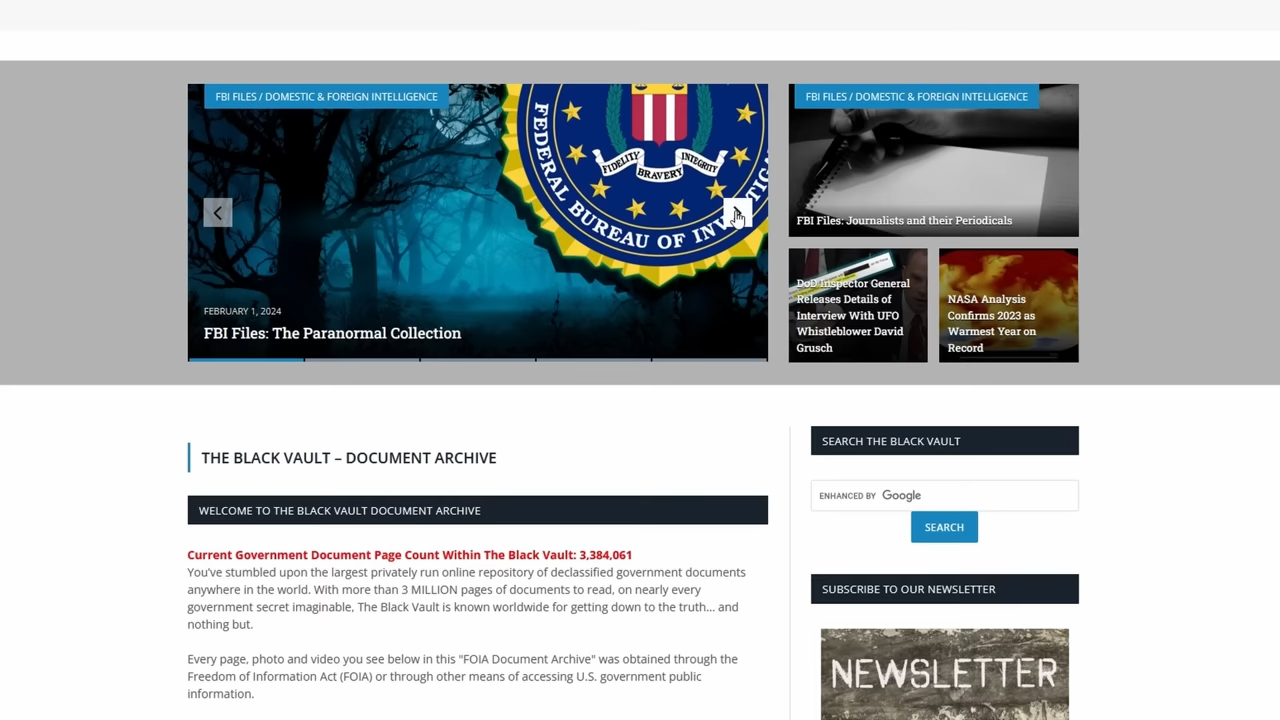 FBI FILES / DOMESTIC & FOREIGN INTELLIGENCE
FEDERAL BUREAU OF
FIDELITY
BRAVERY
INTEGRITY
FEBRUARY 1, 2024
FBI Files: The Paranormal Collection
FBI FILES / DOMESTIC & FOREIGN INTELLIGENCE
FBI Files: Journalists and their Periodicals
DoD Inspector General
Releases Details of
Interview With UFO
Whistleblower David
Grusch
NASA Analysis
Confirms 2023 as
Warmest Year on
Record
THE BLACK VAULT – DOCUMENT ARCHIVE
WELCOME TO THE BLACK VAULT DOCUMENT ARCHIVE
Current Government Document Page Count Within The Black Vault: 3,384,061
You’ve stumbled upon the largest privately run online repository of declassified government documents
anywhere in the world. With more than 3 MILLION pages of documents to read, on nearly every
government secret imaginable, The Black Vault is known worldwide for getting down to the truth… and
nothing but.
Every page, photo and video you see below in this "FOIA Document Archive" was obtained through the
Freedom of Information Act (FOIA) or through other means of accessing U.S. government public
information.
SEARCH THE BLACK VAULT
ENHANCED BY Google
SEARCH
SUBSCRIBE TO OUR NEWSLETTER
NEWSLETTER